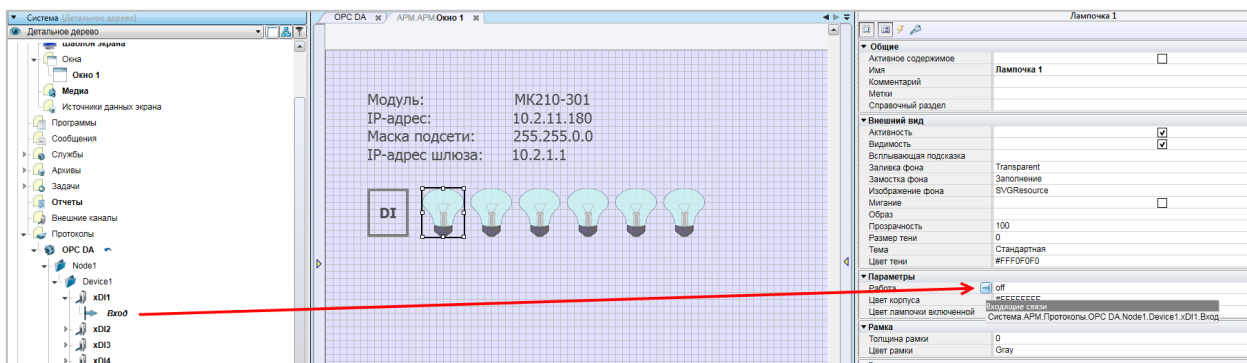 Система [Детальное дерево]
Детальное дерево
Шаблон экрана
Окна
Окно 1
Медиа
Источники данных экрана
Программы
Сообщения
Службы
Архивы
Задачи
Отчеты
Внешние каналы
Протоколы
OPC DA
Node1
Device1
xDI1
Вход
xDI2
xDI3
xDI4
OPC DA
АРМ.АРМ.Окно 1
Модуль: МК210-301
IP-адрес: 10.2.11.180
Маска подсети: 255.255.0.0
IP-адрес шлюза: 10.2.1.1
DI
Лампочка 1
Общие
Активное содержимое
Имя Лампочка 1
Комментарий
Метки
Справочный раздел
Внешний вид
Активность
Видимость
Всплывающая подсказка
Заливка фона Transparent
Замостка фона Заполнение
Изображение фона SVGResource
Мигание
Образ
Прозрачность 100
Размер тени 0
Тема Стандартная
Цвет тени #FFF0F0F0
Параметры
Работа off
Цвет корпуса #FFFFFFFF
Цвет лампочки включенной
Входящие связи
Система.АРМ.Протоколы.OPC DA.Node1.Device1.xDI1.Вход
Рамка
Толщина рамки 0
Цвет рамки Gray